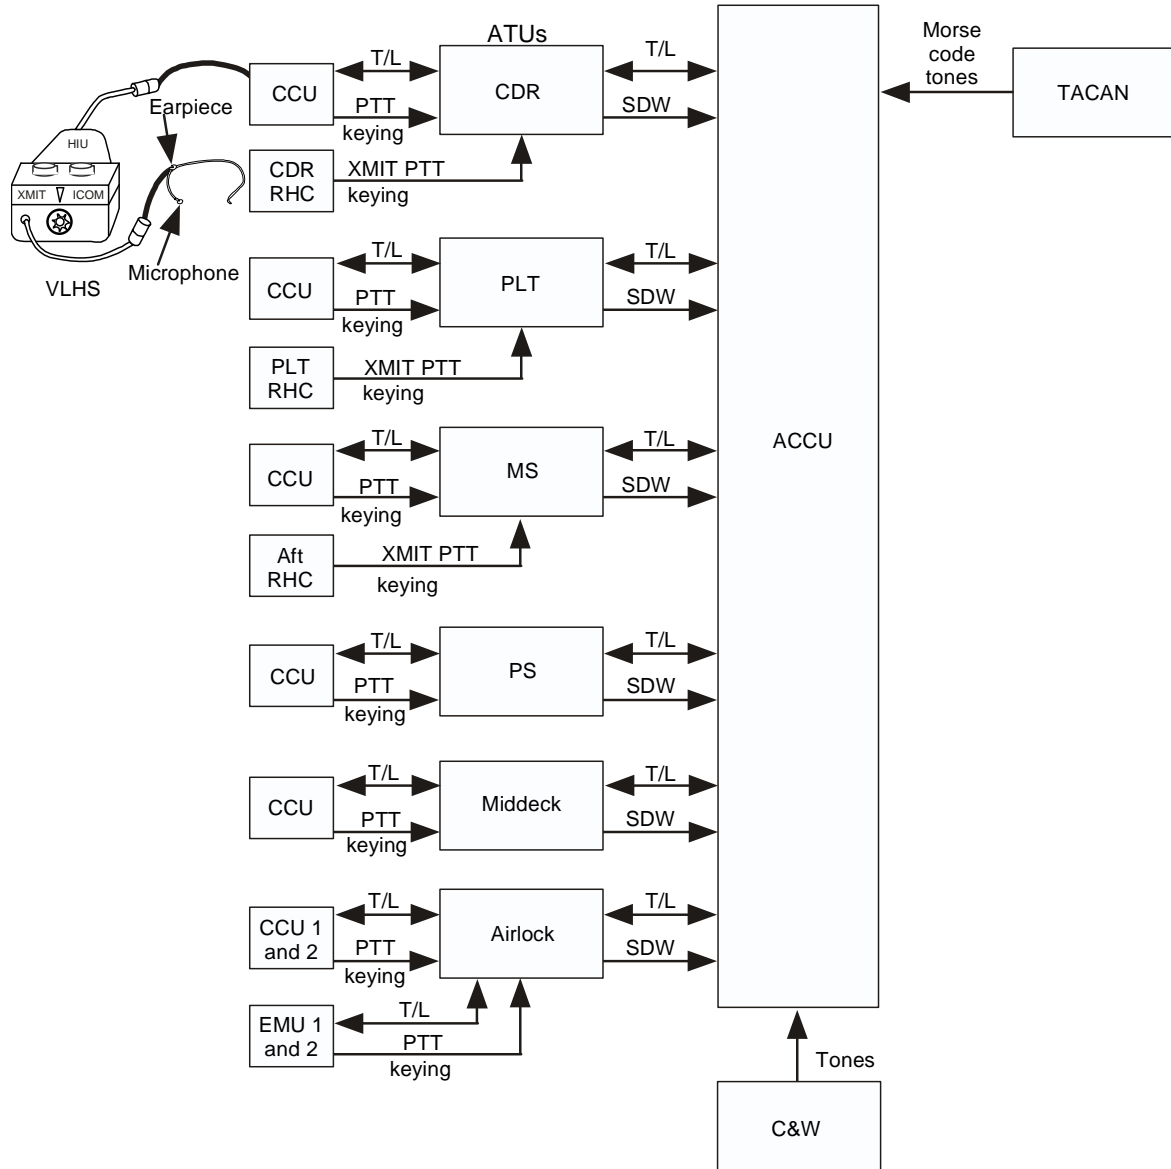 ATUs
T/L
T/L
CCU
CDR
PTT
keying
SDW
Morse
code
tones
TACAN
ACCU
Earpiece
HIU
XMIT
ICOM
VLHS
Microphone
CDR
RHC
XMIT PTT
keying
T/L
T/L
CCU
PLT
PTT
keying
SDW
PLT
RHC
XMIT PTT
keying
T/L
T/L
CCU
MS
PTT
keying
SDW
Aft
RHC
XMIT PTT
keying
T/L
T/L
CCU
PS
PTT
keying
SDW
T/L
T/L
CCU
Middeck
PTT
keying
SDW
T/L
T/L
CCU 1
and 2
Airlock
PTT
keying
SDW
EMU 1
and 2
T/L
PTT
keying
Tones
C&W